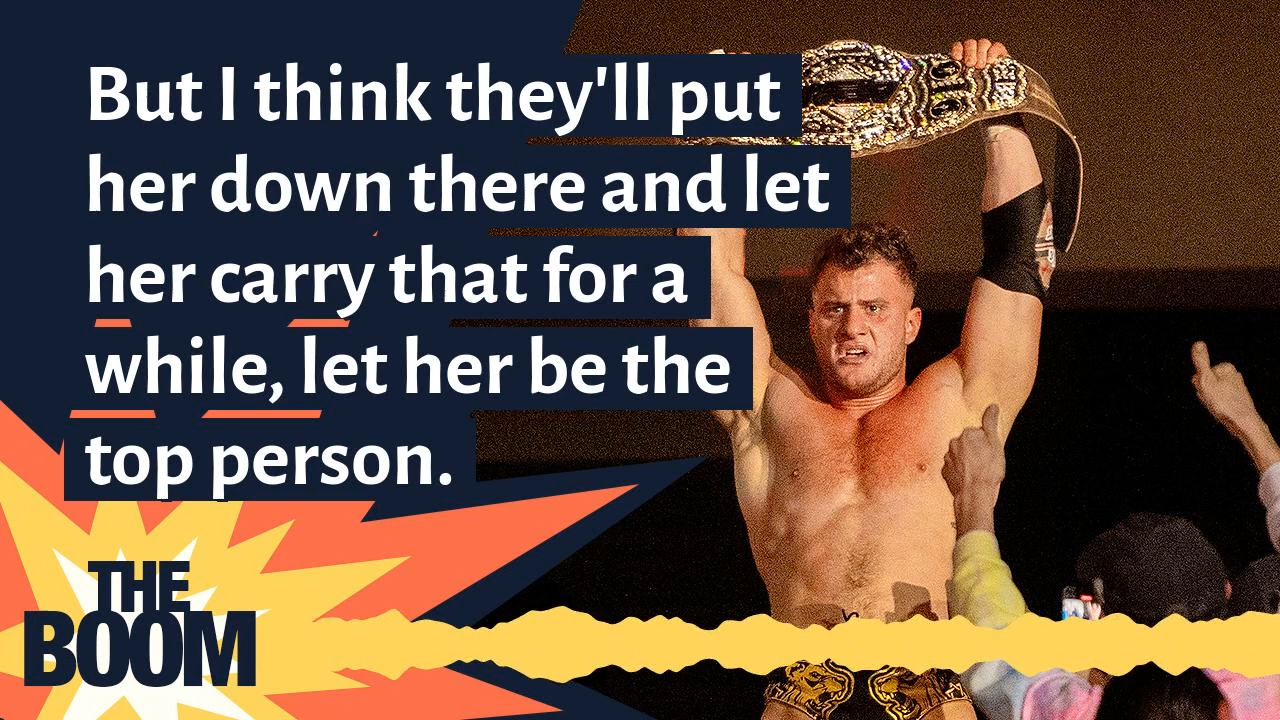 But I think they'll put
her down there and let
her carry that for a
while, let her be the
top person.
THE
BOOM